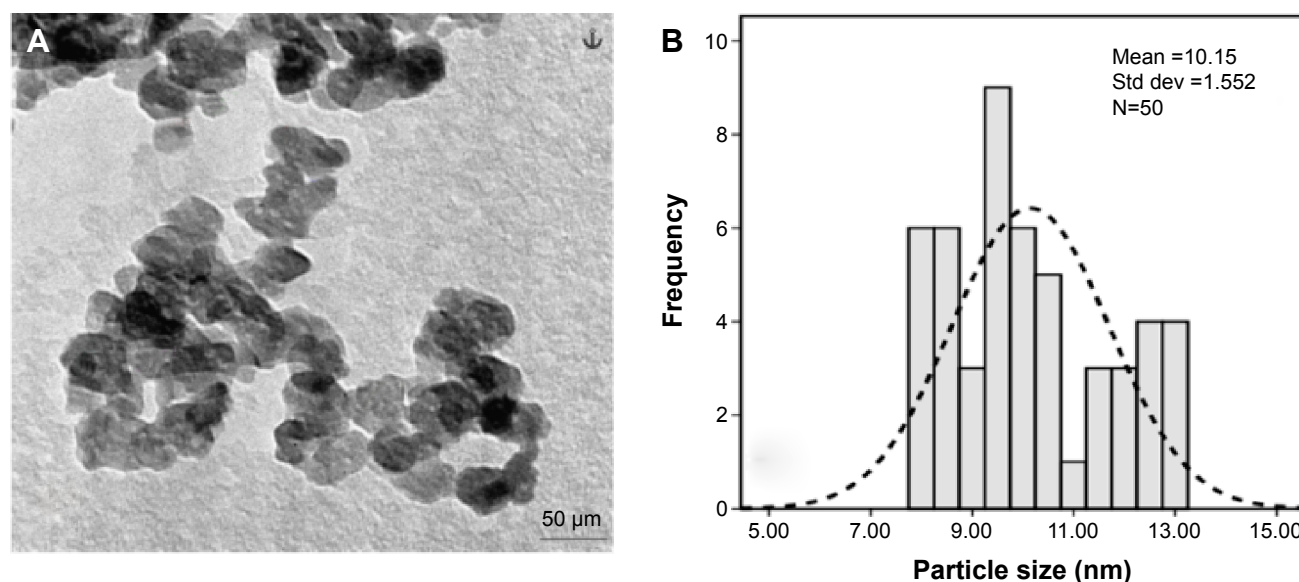 A
50 µm
B
Mean =10.15
Std dev =1.552
N=50
Frequency
10
8
6
4
2
0
5.00 7.00 9.00 11.00 13.00 15.00
Particle size (nm)